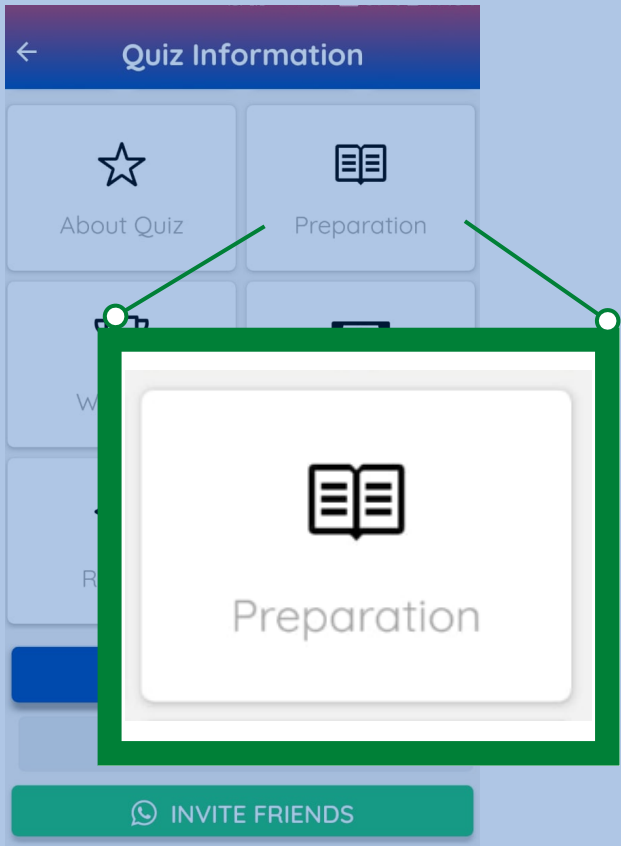 Quiz Information
About Quiz
Preparation
W
R
Preparation
INVITE FRIENDS